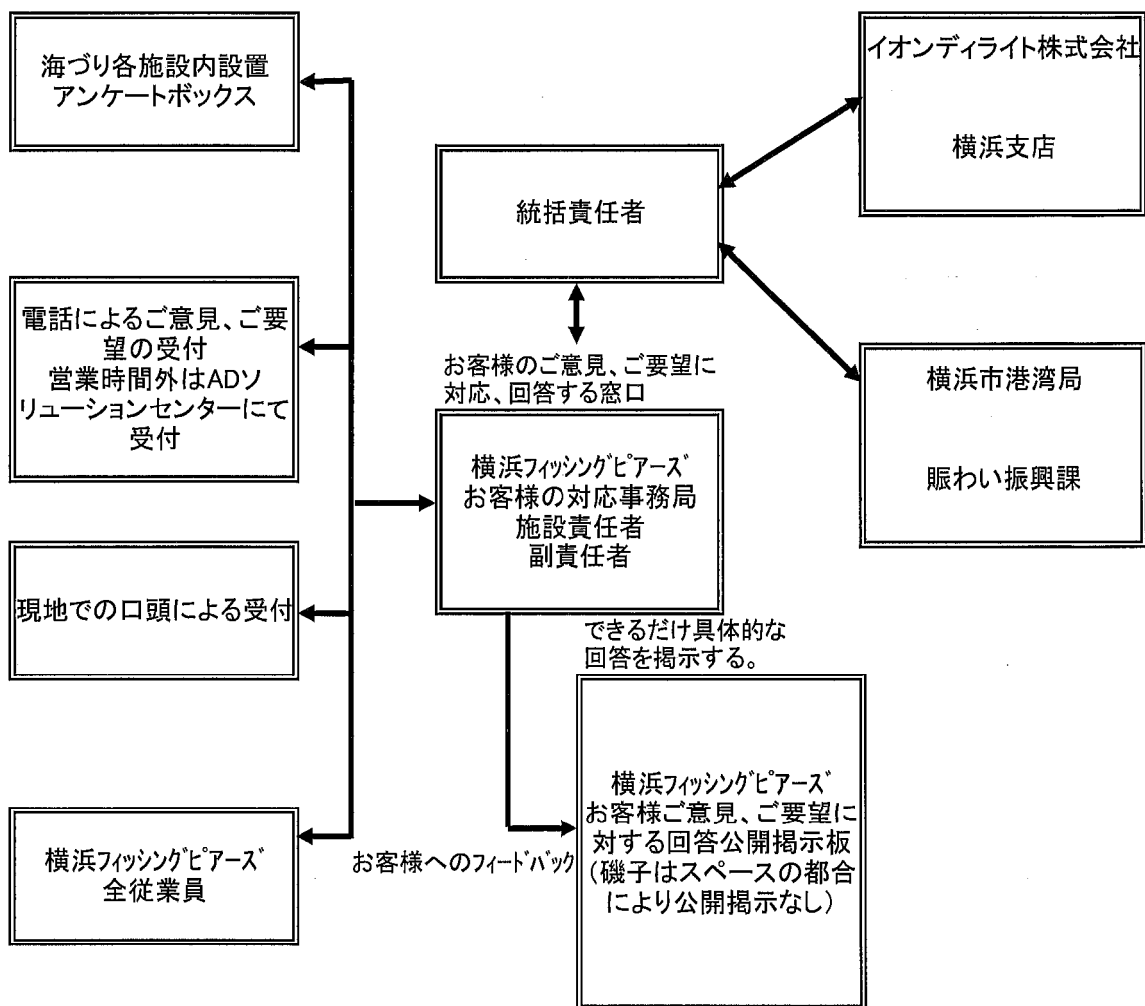 海づり各施設内設置
アンケートボックス
電話によるご意見、ご要
望の受付
営業時間外はADソ
リューションセンターにて
受付
現地での口頭による受付
横浜フィッシングピアーズ
全従業員
統括責任者
お客様のご意見、ご要望に
対応、回答する窓口
横浜フィッシングピアーズ
お客様の対応事務局
施設責任者
副責任者
できるだけ具体的な
回答を掲示する。
お客様へのフィードバック
横浜フィッシングピアーズ
お客様ご意見、ご要望に
対する回答公開掲示板
(磯子はスペースの都合
により公開掲示なし)
イオンディライト株式会社
横浜支店
横浜市港湾局
賑わい振興課